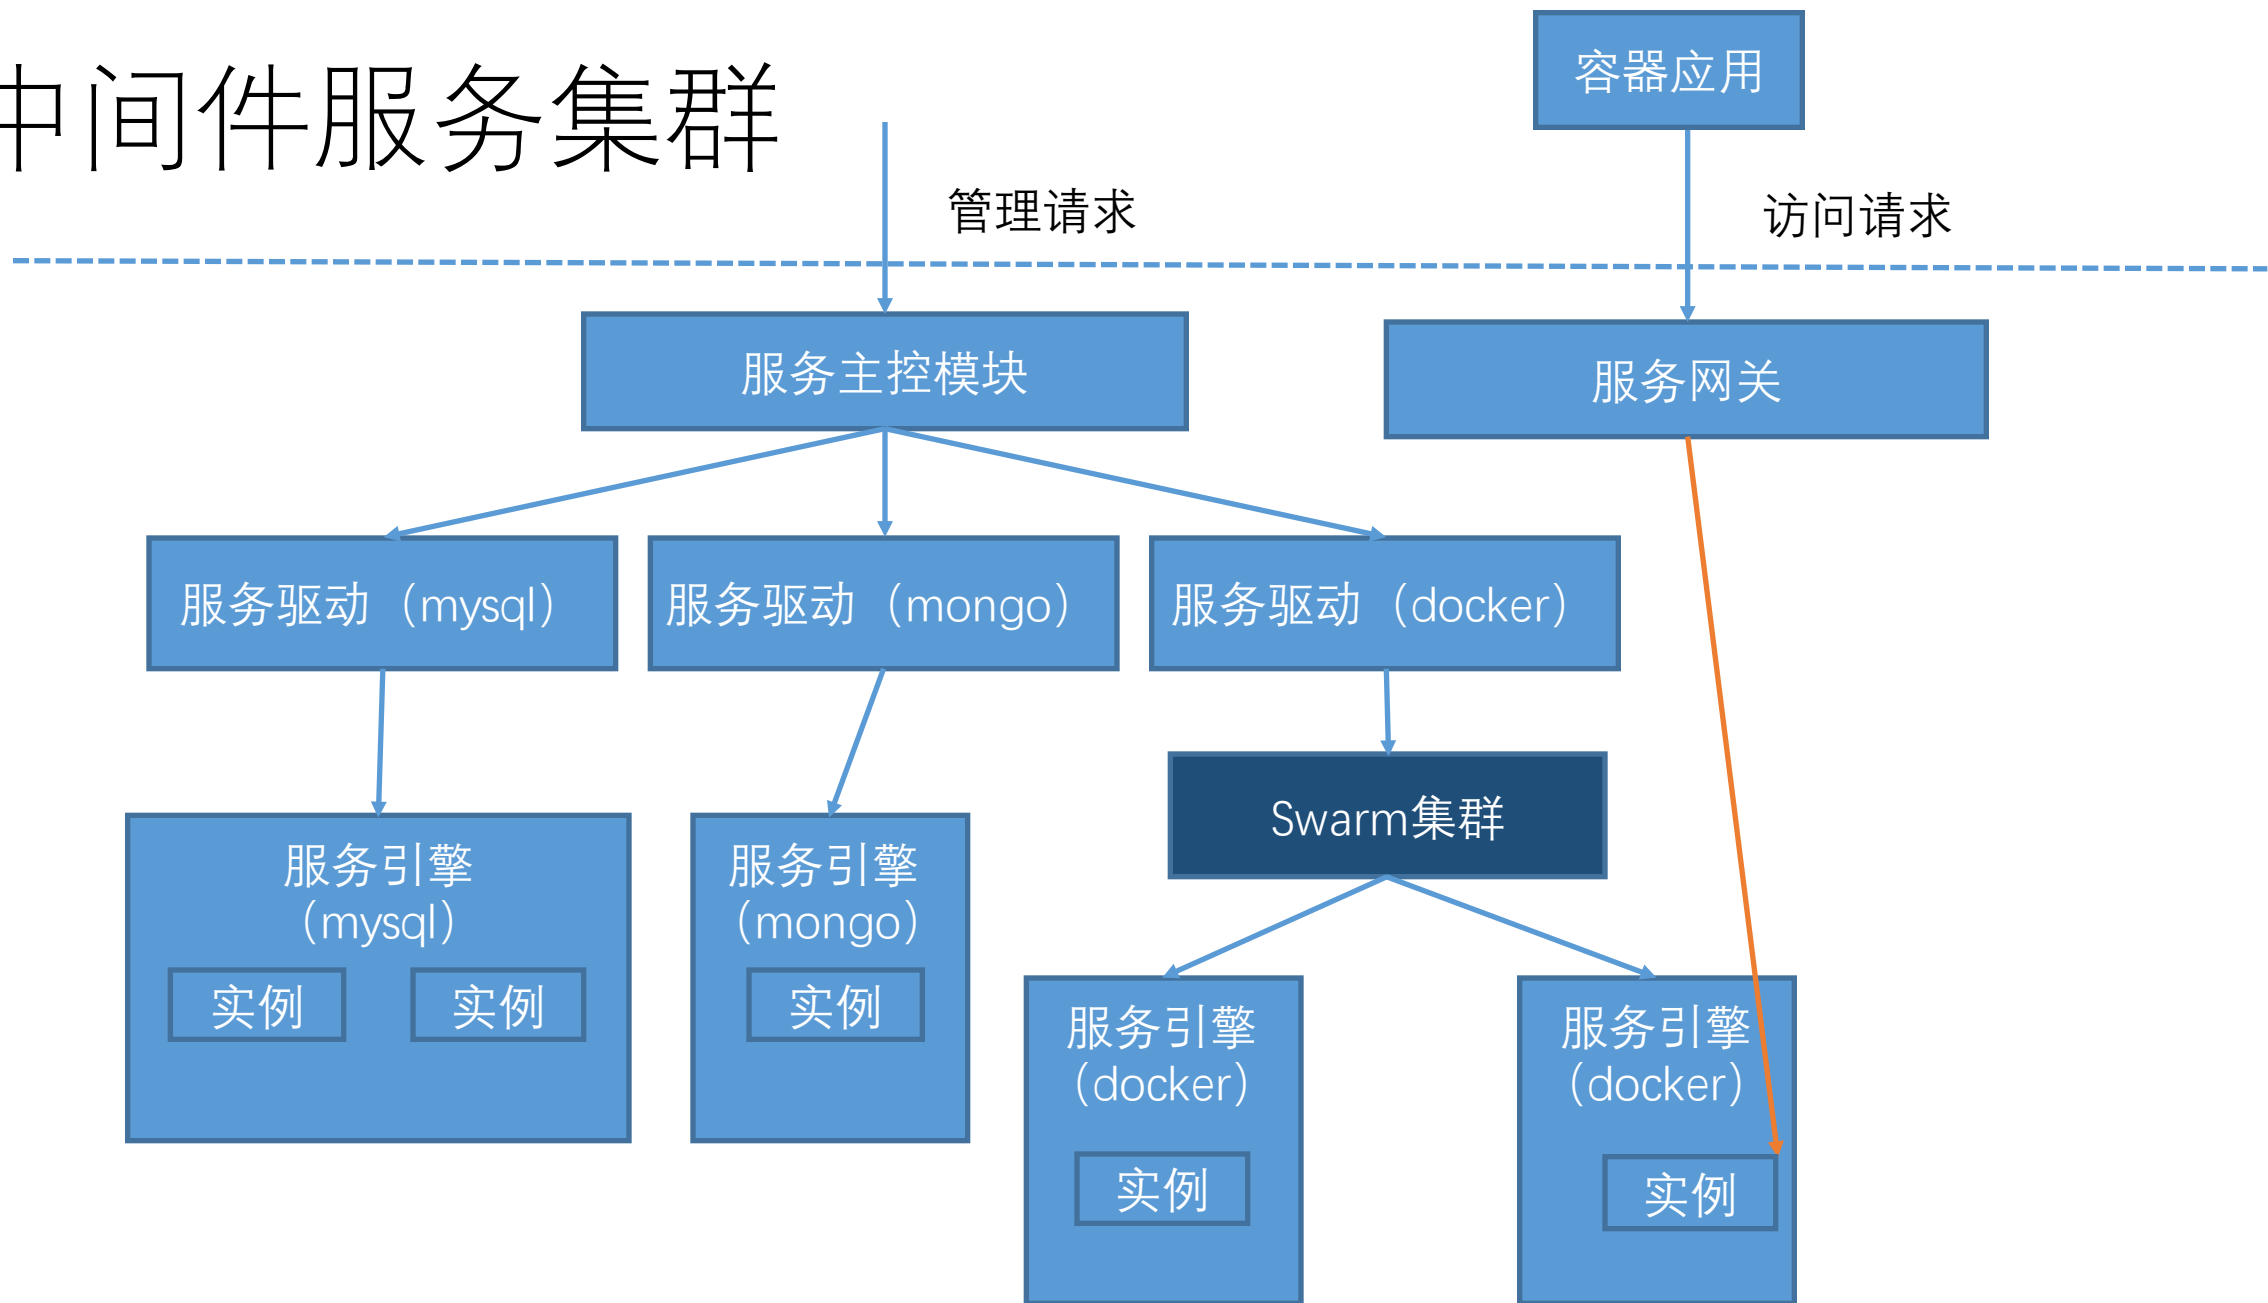 中间件服务集群
容器应用
管理请求
访问请求
服务主控模块
服务网关
服务驱动（mysql）
服务驱动（mongo）
服务驱动（docker）
Swarm集群
服务引擎
（mysql）
实例
实例
服务引擎
（mongo）
实例
服务引擎
（docker）
实例
服务引擎
（docker）
实例